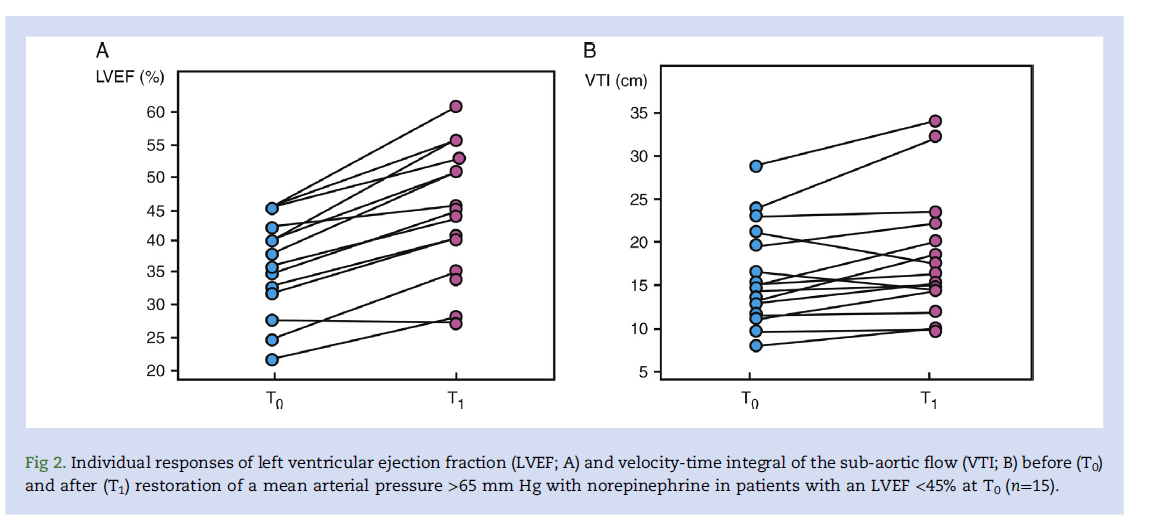 A
LVEF (%)
60
55
50
45
40
35
30
25
20
T0
T1
B
VTI (cm)
35
30
25
20
15
10
5
T0
T1
Fig 2. Individual responses of left ventricular ejection fraction (LVEF; A) and velocity-time integral of the sub-aortic flow (VTI; B) before (T0)
and after (T1) restoration of a mean arterial pressure >65 mm Hg with norepinephrine in patients with an LVEF <45% at T0 (n=15).